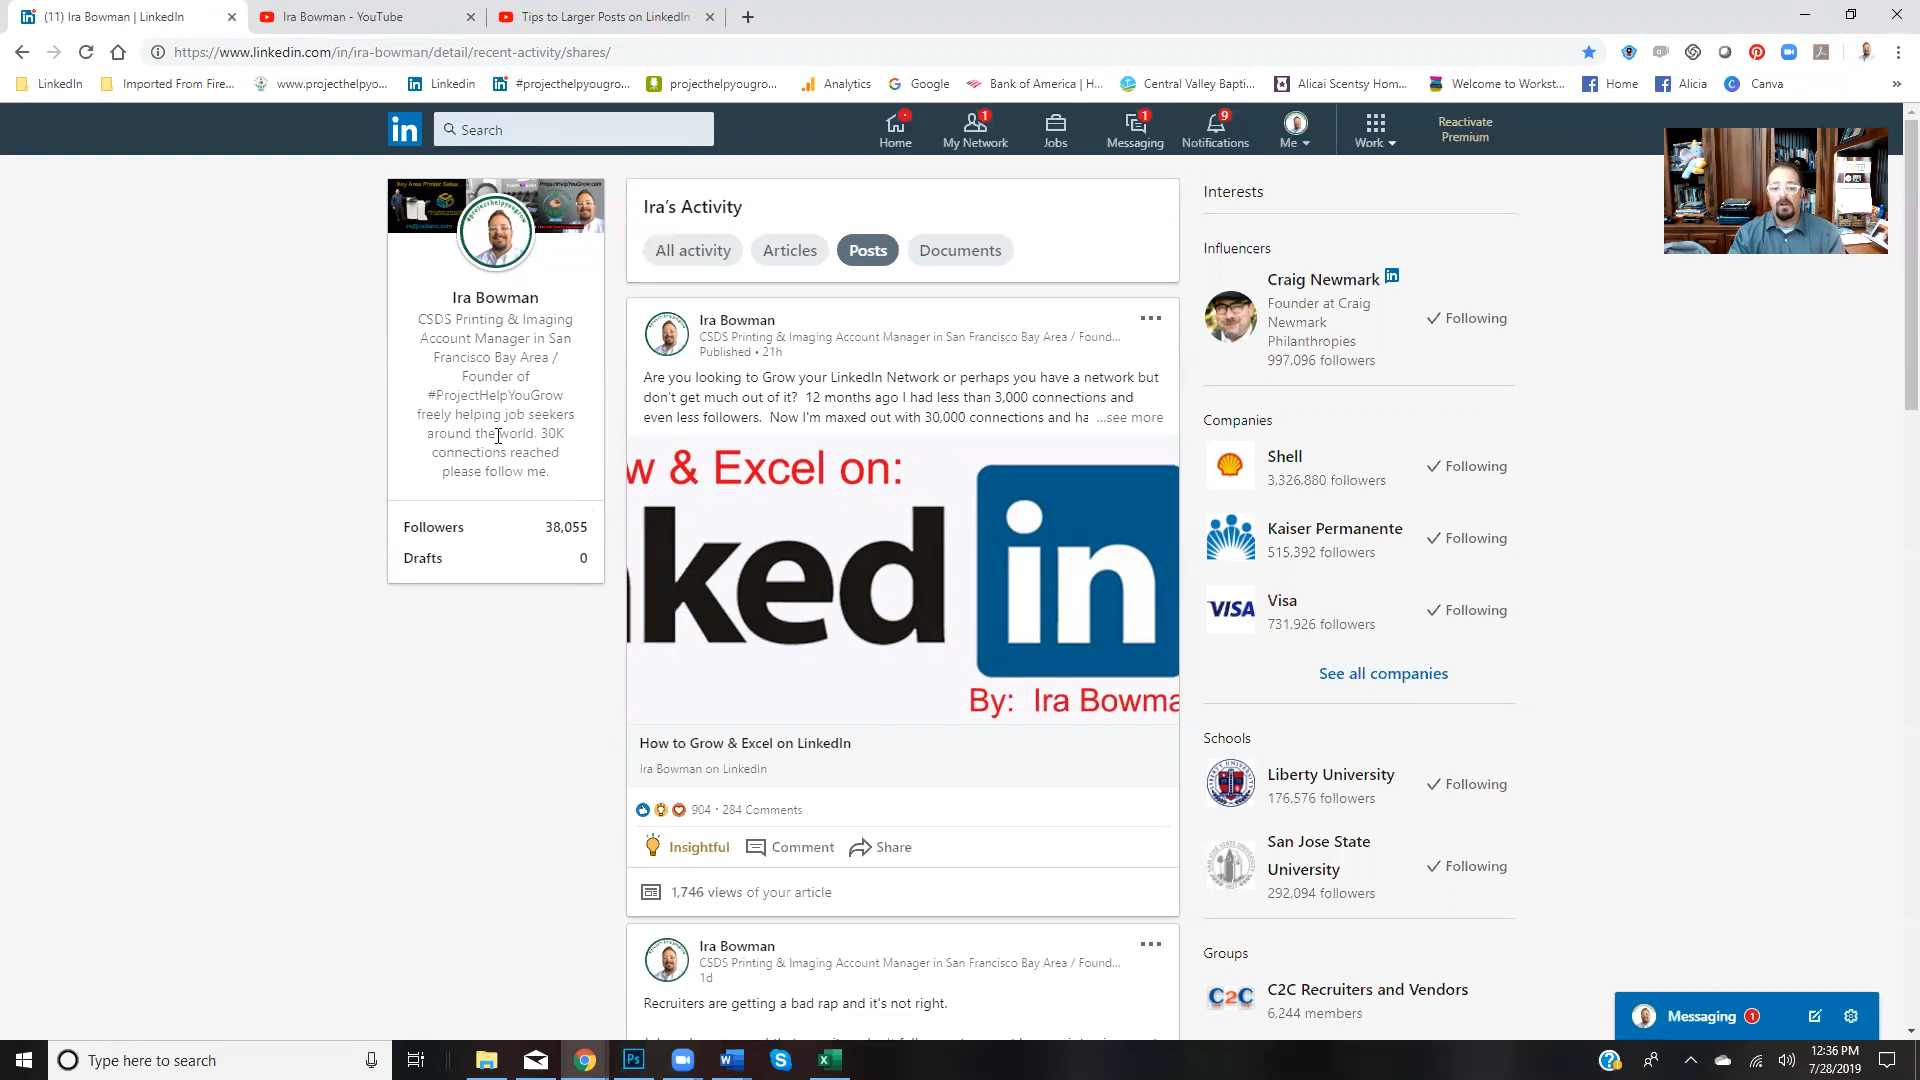 (11) Ira Bowman | LinkedIn
Ira Bowman - YouTube
Tips to Larger Posts on LinkedIn
https://www.linkedin.com/in/ira-bowman/detail/recent-activity/shares/
LinkedIn
Imported From Fire...
www.projecthelpyo...
Linkedin
#projecthelpyougro...
projecthelpyougro...
Analytics
Google
Bank of America | H...
Central Valley Bapti...
Alicai Scentsy Hom...
Welcome to Workst...
Home
Alicia
Canva
in
Search
Home
1
My Network
Jobs
1
Messaging
9
Notifications
Me
Work
Reactivate
Premium
Bay Area Printer Sales
ProjectHelpYouGrow.com
#projecthelpyougrow
Ira Bowman
CSDS Printing & Imaging
Account Manager in San
Francisco Bay Area /
Founder of
#ProjectHelpYouGrow
freely helping job seekers
around the world. 30K
connections reached
please follow me.
Followers 38,055
Drafts 0
Ira's Activity
All activity
Articles
Posts
Documents
Ira Bowman
CSDS Printing & Imaging Account Manager in San Francisco Bay Area / Found...
Published • 21h
Are you looking to Grow your LinkedIn Network or perhaps you have a network but
don't get much out of it? 12 months ago I had less than 3,000 connections and
even less followers. Now I'm maxed out with 30,000 connections and ha ...see more
w & Excel on:
ked in
By: Ira Bowma
How to Grow & Excel on LinkedIn
Ira Bowman on LinkedIn
904 · 284 Comments
Insightful
Comment
Share
1,746 views of your article
Ira Bowman
CSDS Printing & Imaging Account Manager in San Francisco Bay Area / Found...
1d
Recruiters are getting a bad rap and it's not right.
Interests
Influencers
Craig Newmark in
Founder at Craig
Newmark
Philanthropies
997,096 followers
Following
Companies
Shell
3,326,880 followers
Following
Kaiser Permanente
515,392 followers
Following
VISA
Visa
731,926 followers
Following
See all companies
Schools
Liberty University
176,576 followers
Following
San Jose State
University
292,094 followers
Following
Groups
C2C
C2C Recruiters and Vendors
6,244 members
Messaging 1
Type here to search
Ps
12:36 PM
7/28/2019